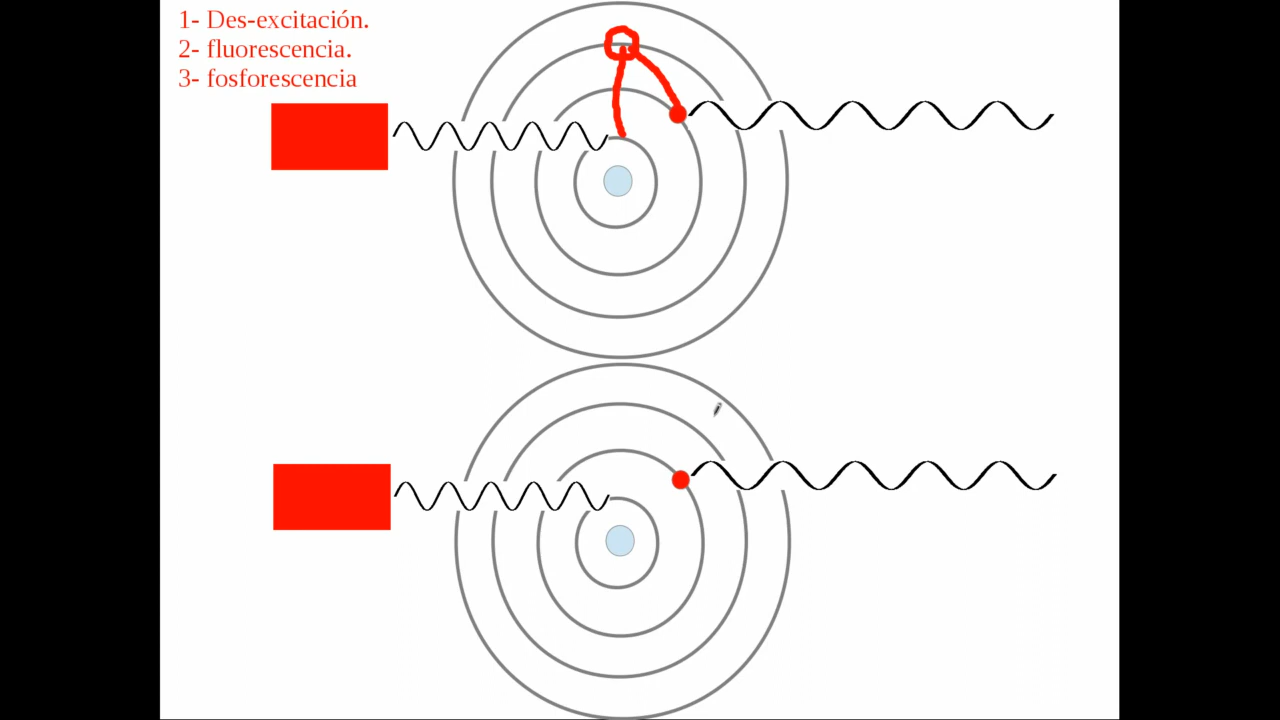 1- Des-excitación.
2- fluorescencia.
3- fosforescencia